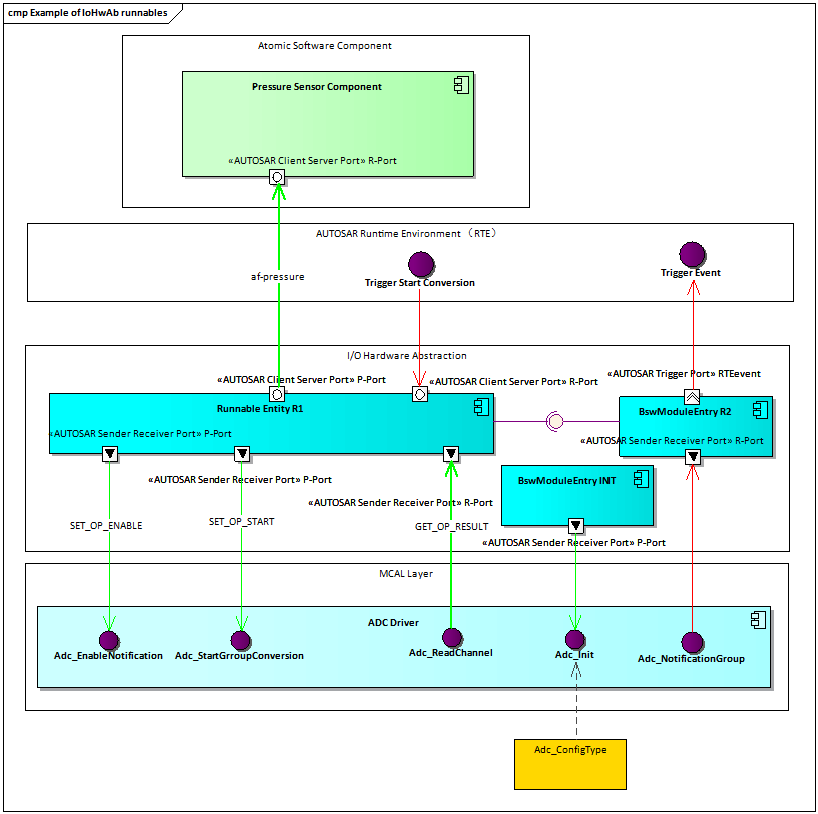 cmp Example of IoHwAb runnables
Atomic Software Component
Pressure Sensor Component
«AUTOSAR Client Server Port» R-Port
AUTOSAR Runtime Environment （RTE）
af-pressure
Trigger Start Conversion
Trigger Event
I/O Hardware Abstraction
«AUTOSAR Trigger Port» RTEevent
«AUTOSAR Client Server Port» P-Port
«AUTOSAR Client Server Port» R-Port
Runnable Entity R1
BswModuleEntry R2
«AUTOSAR Sender Receiver Port» P-Port
«AUTOSAR Sender Receiver Port» R-Port
«AUTOSAR Sender Receiver Port» P-Port
BswModuleEntry INIT
«AUTOSAR Sender Receiver Port» R-Port
SET_OP_ENABLE
SET_OP_START
GET_OP_RESULT
«AUTOSAR Sender Receiver Port» P-Port
MCAL Layer
ADC Driver
Adc_EnableNotification
Adc_StartGrroupConversion
Adc_ReadChannel
Adc_Init
Adc_NotificationGroup
Adc_ConfigType